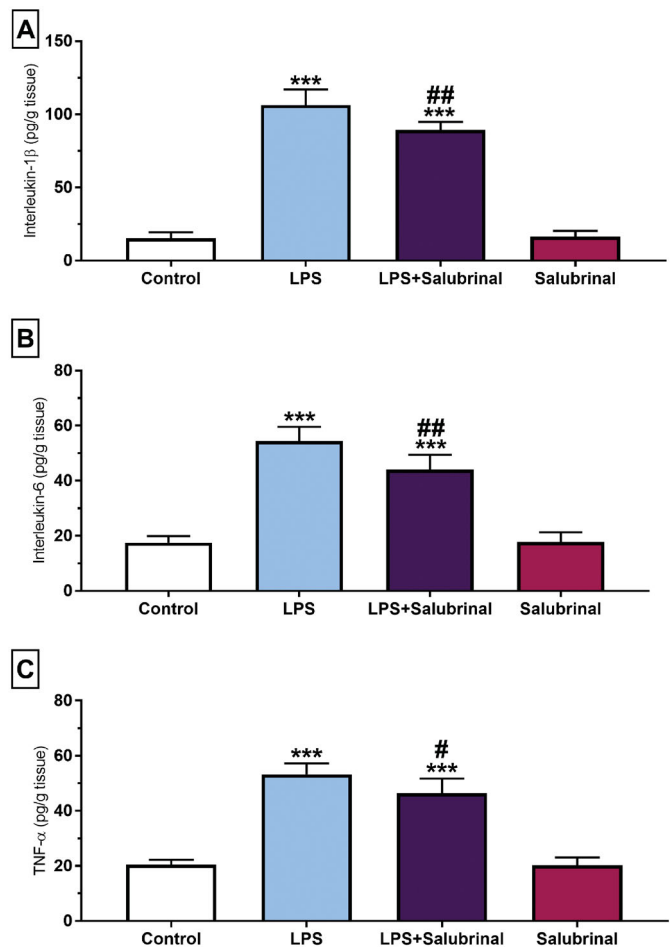 A
Interleukin-1β (pg/g tissue)
150
100
50
0
***
##
***
Control LPS LPS+Salubrinal Salubrinal
B
Interleukin-6 (pg/g tissue)
80
60
40
20
0
***
##
***
Control LPS LPS+Salubrinal Salubrinal
C
TNF-α (pg/g tissue)
80
60
40
20
0
***
#
***
Control LPS LPS+Salubrinal Salubrinal